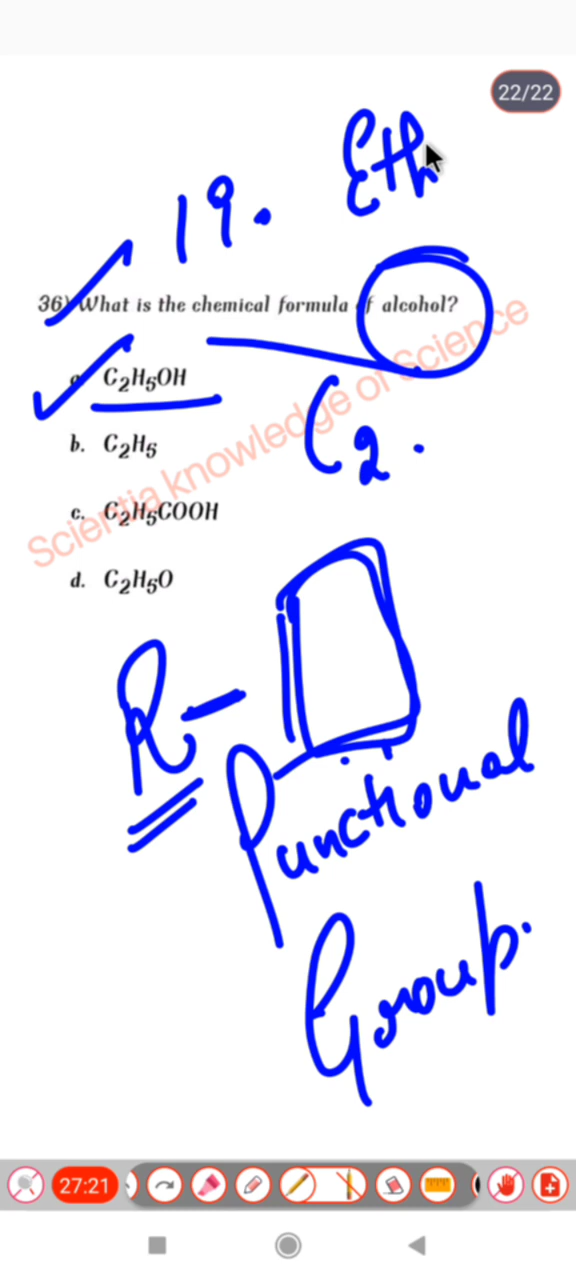 22/22
Eth
19.
36) What is the chemical formula of alcohol?
a. C₂H₅OH
C2.
b. C₂H₅
c. C₂H₅COOH
d. C₂H₅O
Scientia knowledge of Science
R-
Functional
Group.
27:21